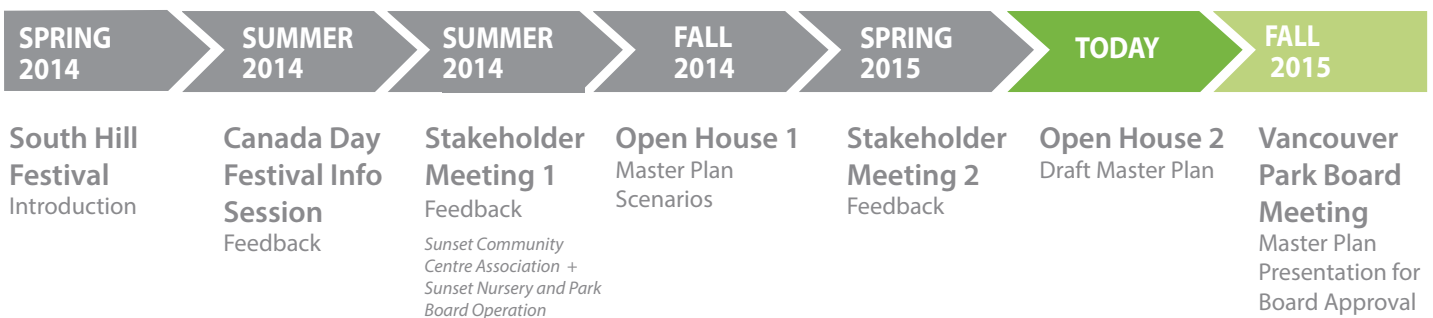 SPRING
2014
SUMMER
2014
SUMMER
2014
FALL
2014
SPRING
2015
TODAY
FALL
2015
South Hill
Festival
Introduction
Canada Day
Festival Info
Session
Feedback
Stakeholder
Meeting 1
Feedback
Sunset Community
Centre Association +
Sunset Nursery and Park
Board Operation
Open House 1
Master Plan
Scenarios
Stakeholder
Meeting 2
Feedback
Open House 2
Draft Master Plan
Vancouver
Park Board
Meeting
Master Plan
Presentation for
Board Approval